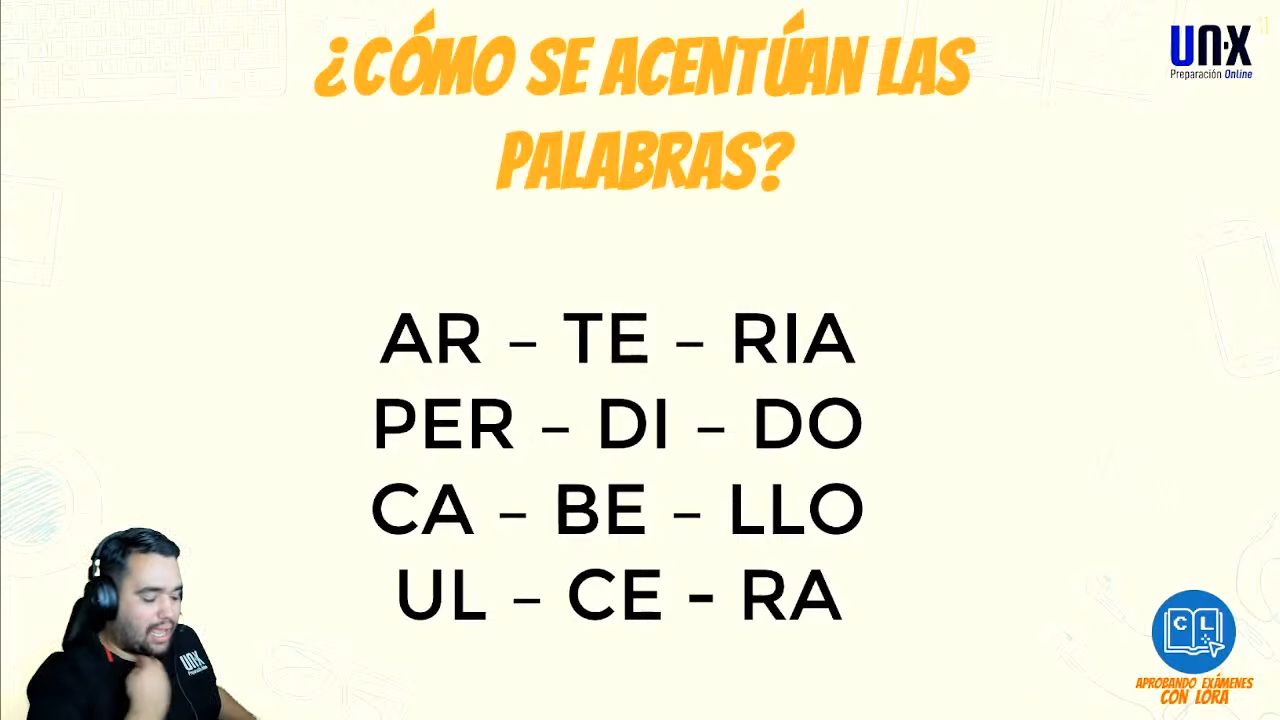 ¿CÓMO SE ACENTÚAN LAS
PALABRAS?
UN·X
Preparación Online
AR – TE – RIA
PER – DI – DO
CA – BE – LLO
UL – CE - RA
UN·X
C L
APROBANDO EXÁMENES
CON LORA